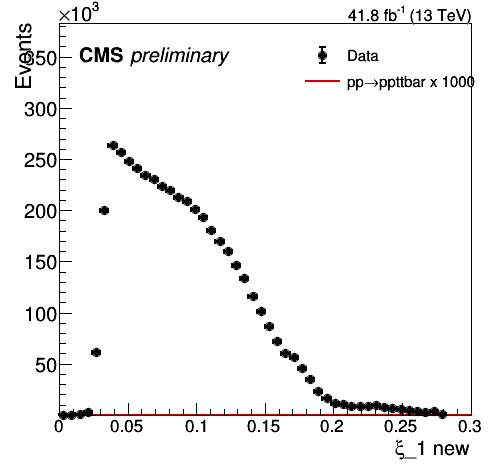 ×10³
41.8 fb⁻¹ (13 TeV)
Events
CMS preliminary
Data
pp→ppttbar x 1000
350
300
250
200
150
100
50
0 0.05 0.1 0.15 0.2 0.25 0.3
ξ_1 new